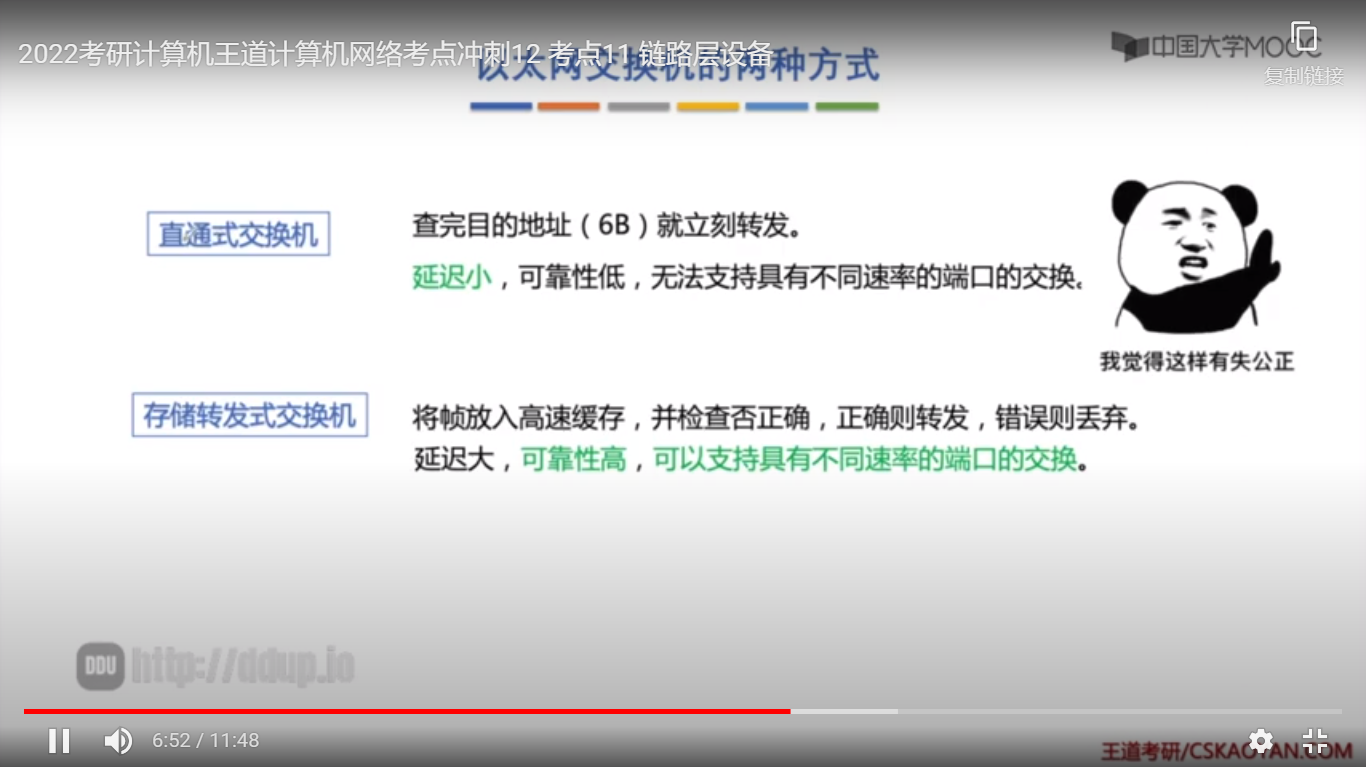 2022考研计算机王道计算机网络考点冲刺12 考点11 链路层设备
以太网交换机的两种方式
中国大学MOOC
复制链接
直通式交换机
查完目的地址（6B）就立刻转发。
延迟小，可靠性低，无法支持具有不同速率的端口的交换。
我觉得这样有失公正
存储转发式交换机
将帧放入高速缓存，并检查否正确，正确则转发，错误则丢弃。
延迟大，可靠性高，可以支持具有不同速率的端口的交换。
DDU http://ddup.io
6:52 / 11:48
王道考研/CSKAOYAN.COM